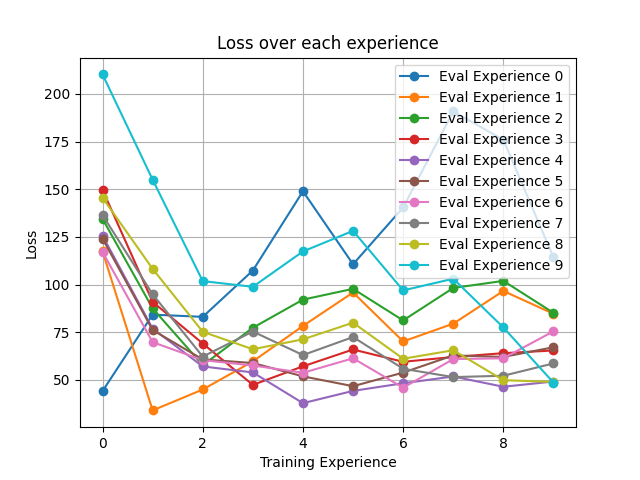 Loss over each experience
200
175
150
125
100
75
50
Loss
0
2
4
6
8
Training Experience
Eval Experience 0
Eval Experience 1
Eval Experience 2
Eval Experience 3
Eval Experience 4
Eval Experience 5
Eval Experience 6
Eval Experience 7
Eval Experience 8
Eval Experience 9